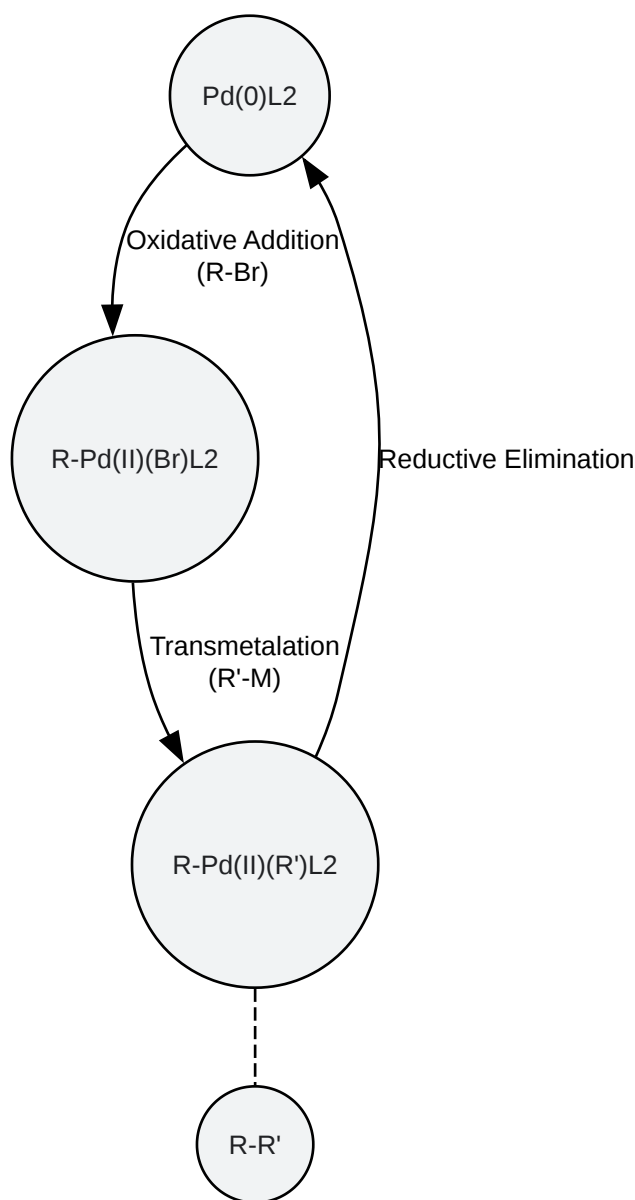 Pd(0)L2
Oxidative Addition
(R-Br)
R-Pd(II)(Br)L2
Reductive Elimination
Transmetalation
(R'-M)
R-Pd(II)(R')L2
R-R'